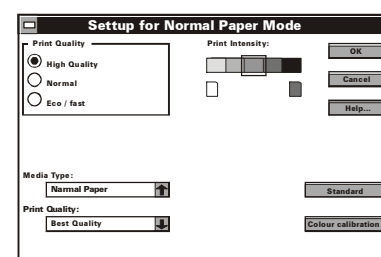 Settup for Normal Paper Mode
Print Quality
High Quality
Normal
Eco / fast
Print Intensity:
OK
Cancel
Help...
Media Type:
Narmal Paper
Standard
Print Quality:
Best Quality
Colour calibration